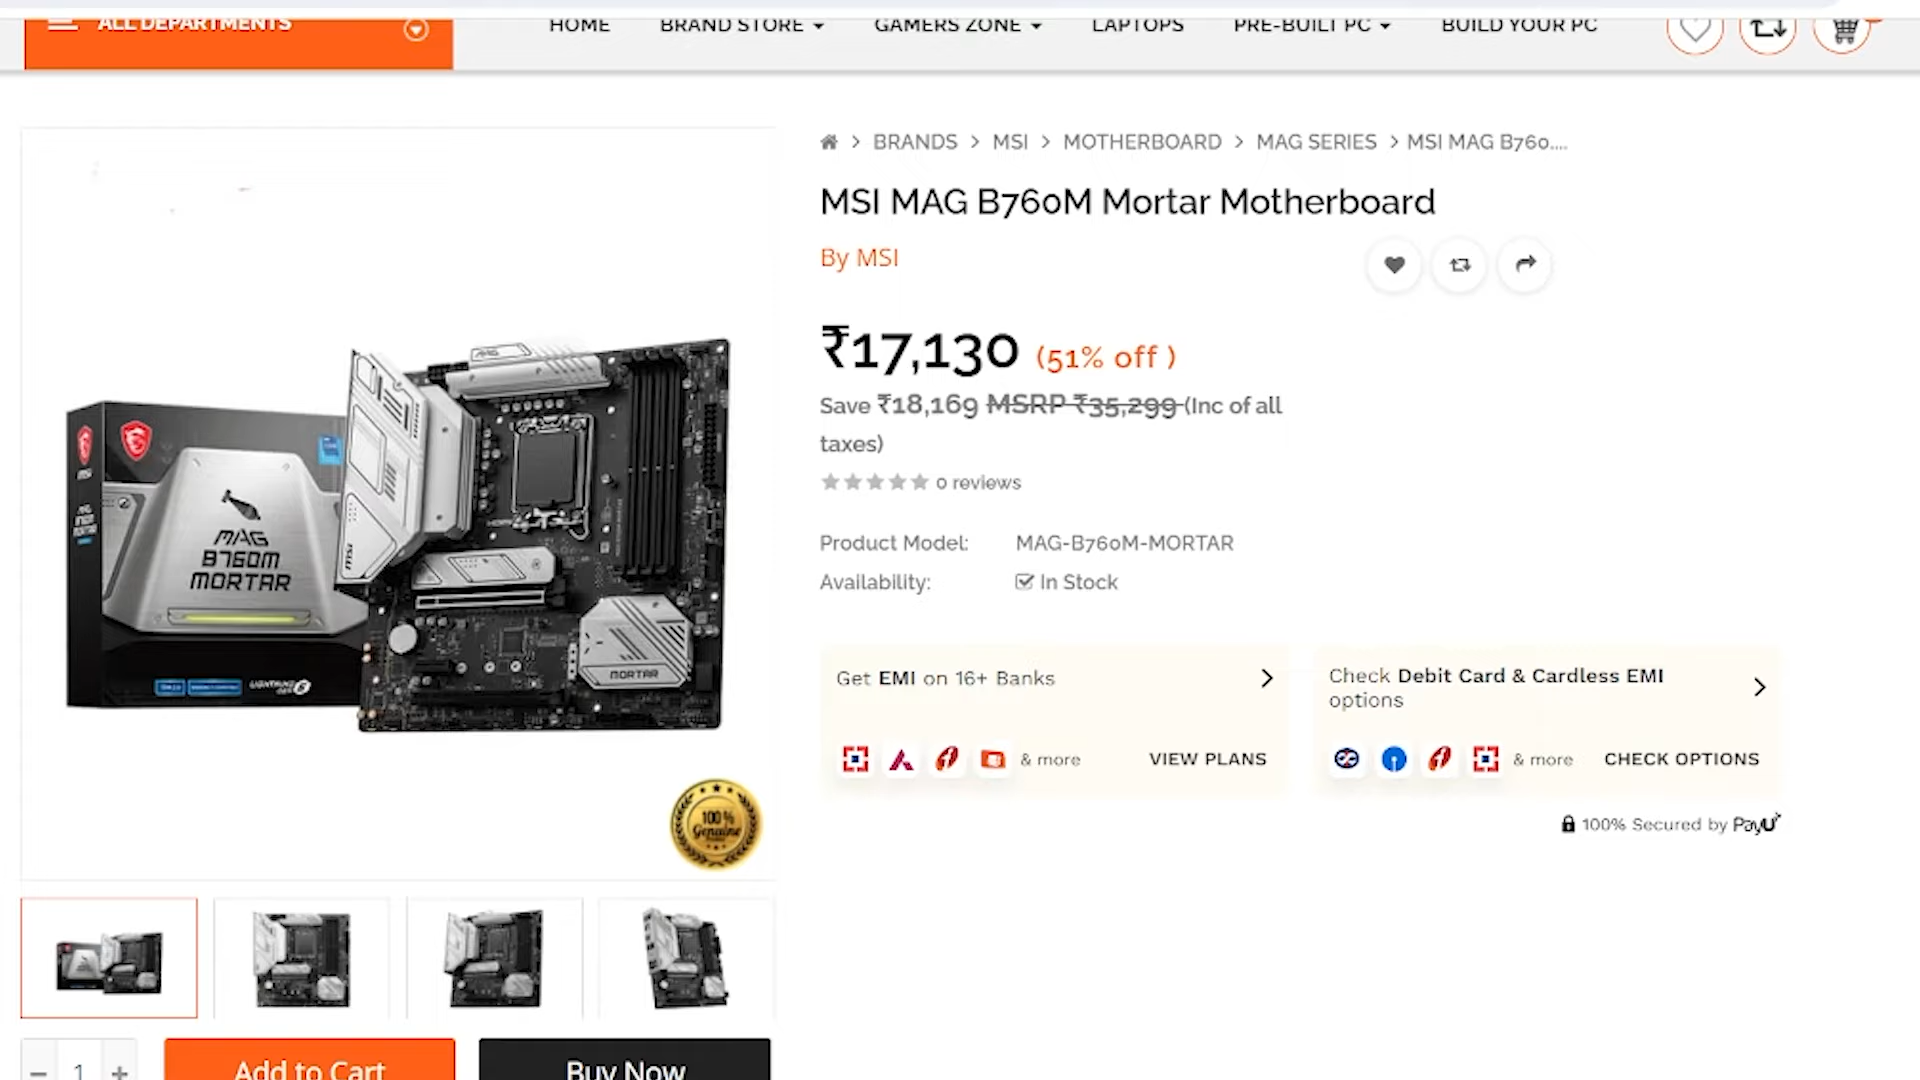 ALL DEPARTMENTS
HOME BRAND STORE GAMERS ZONE LAPTOPS PRE-BUILT PC BUILD YOUR PC
BRANDS > MSI > MOTHERBOARD > MAG SERIES > MSI MAG B760....
MSI MAG B760M Mortar Motherboard
By MSI
₹17,130 (51% off )
Save ₹18,169 MSRP ₹35,299 (Inc of all
taxes)
0 reviews
Product Model: MAG-B760M-MORTAR
Availability: In Stock
Get EMI on 16+ Banks
& more VIEW PLANS
Check Debit Card & Cardless EMI
options
& more CHECK OPTIONS
100% Secured by PayU
MAG
B760M
MORTAR
msi
MORTAR
100%
Genuine
- 1 +
Add to Cart
Buy Now